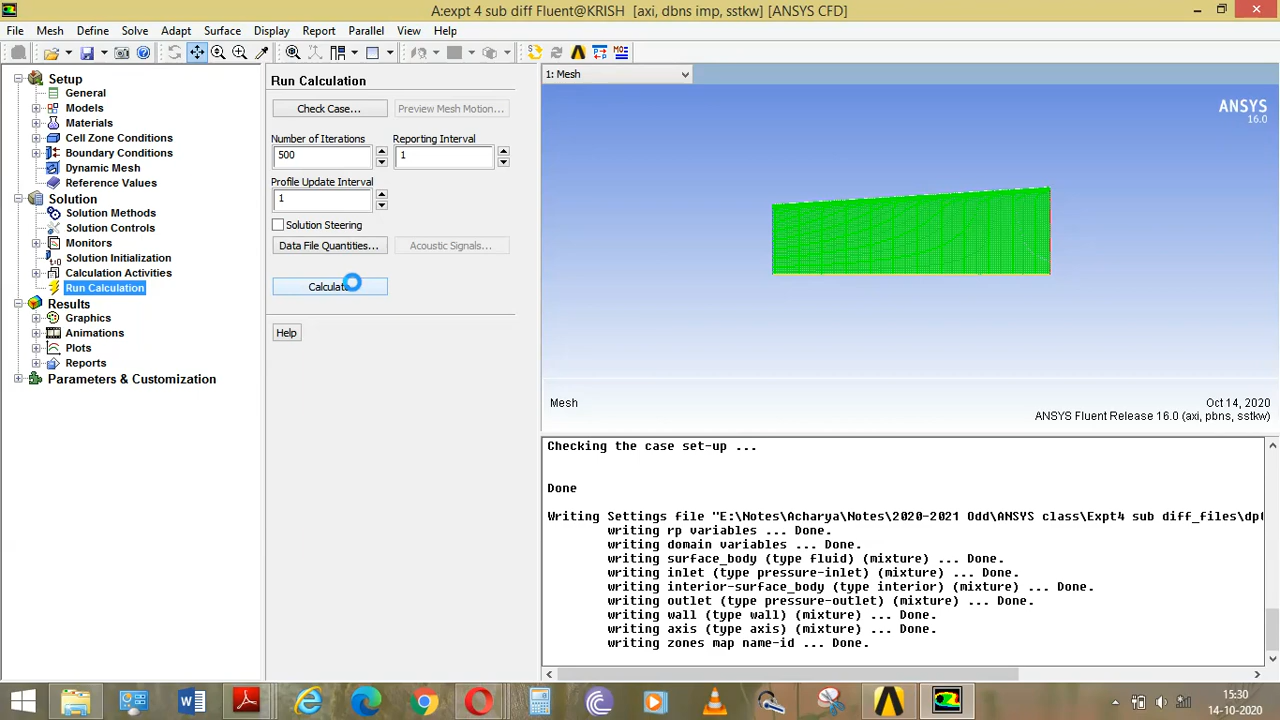 A:expt 4 sub diff Fluent@KRISH [axi, dbns imp, sstkw] [ANSYS CFD]
File Mesh Define Solve Adapt Surface Display Report Parallel View Help
Setup
General
Models
Materials
Cell Zone Conditions
Boundary Conditions
Dynamic Mesh
Reference Values
Solution
Solution Methods
Solution Controls
Monitors
Solution Initialization
Calculation Activities
Run Calculation
Results
Graphics
Animations
Plots
Reports
Parameters & Customization
Run Calculation
Check Case... Preview Mesh Motion...
Number of Iterations Reporting Interval
500 1
Profile Update Interval
1
Solution Steering
Data File Quantities... Acoustic Signals...
Calculate
Help
1: Mesh
ANSYS
16.0
Mesh
Oct 14, 2020
ANSYS Fluent Release 16.0 (axi, pbns, sstkw)
Checking the case set-up ...
Done
Writing Settings file "E:\Notes\Acharya\Notes\2020-2021 Odd\ANSYS class\Expt4 sub diff_files\dp
writing rp variables ... Done.
writing domain variables ... Done.
writing surface_body (type fluid) (mixture) ... Done.
writing inlet (type pressure-inlet) (mixture) ... Done.
writing interior-surface_body (type interior) (mixture) ... Done.
writing outlet (type pressure-outlet) (mixture) ... Done.
writing wall (type wall) (mixture) ... Done.
writing axis (type axis) (mixture) ... Done.
writing zones map name-id ... Done.
15:30
14-10-2020